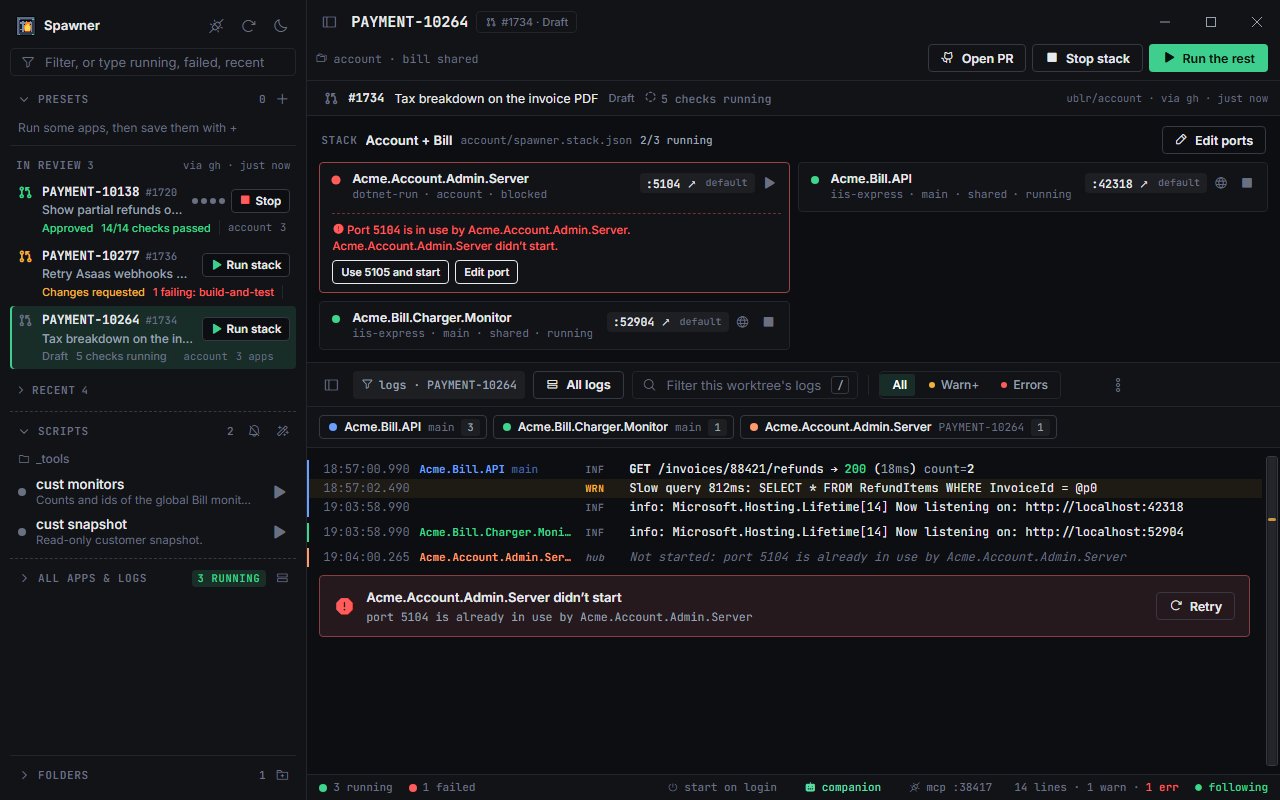 Spawner
Filter, or type running, failed, recent
PRESETS 0
Run some apps, then save them with +
IN REVIEW 3 via gh · just now
PAYMENT-10138 #1720
Show partial refunds o...
Stop
Approved 14/14 checks passed account 3
PAYMENT-10277 #1736
Retry Asaas webhooks ...
Run stack
Changes requested 1 failing: build-and-test
PAYMENT-10264 #1734
Tax breakdown on the in...
Run stack
Draft 5 checks running account 3 apps
RECENT 4
SCRIPTS 2
_tools
cust monitors
Counts and ids of the global Bill monit...
cust snapshot
Read-only customer snapshot.
ALL APPS & LOGS 3 RUNNING
FOLDERS 1
PAYMENT-10264 #1734 · Draft
account · bill shared
Open PR
Stop stack
Run the rest
#1734 Tax breakdown on the invoice PDF Draft 5 checks running
ublr/account · via gh · just now
STACK Account + Bill account/spawner.stack.json 2/3 running
Edit ports
Acme.Account.Admin.Server
dotnet-run · account · blocked
:5104 ↗ default
Port 5104 is in use by Acme.Account.Admin.Server.
Acme.Account.Admin.Server didn’t start.
Use 5105 and start
Edit port
Acme.Bill.API
iis-express · main · shared · running
:42318 ↗ default
Acme.Bill.Charger.Monitor
iis-express · main · shared · running
:52904 ↗ default
logs · PAYMENT-10264
All logs
Filter this worktree's logs /
All
Warn+
Errors
Acme.Bill.API main 3
Acme.Bill.Charger.Monitor main 1
Acme.Account.Admin.Server PAYMENT-10264 1
18:57:00.990 Acme.Bill.API main INF GET /invoices/88421/refunds → 200 (18ms) count=2
18:57:02.490 WRN Slow query 812ms: SELECT * FROM RefundItems WHERE InvoiceId = @p0
19:03:58.990 INF info: Microsoft.Hosting.Lifetime[14] Now listening on: http://localhost:42318
19:03:58.990 Acme.Bill.Charger.Moni… INF info: Microsoft.Hosting.Lifetime[14] Now listening on: http://localhost:52904
19:04:00.265 Acme.Account.Admin.Ser… hub Not started: port 5104 is already in use by Acme.Account.Admin.Server
Acme.Account.Admin.Server didn’t start
port 5104 is already in use by Acme.Account.Admin.Server
Retry
3 running 1 failed
start on login companion mcp :38417 14 lines · 1 warn · 1 err following